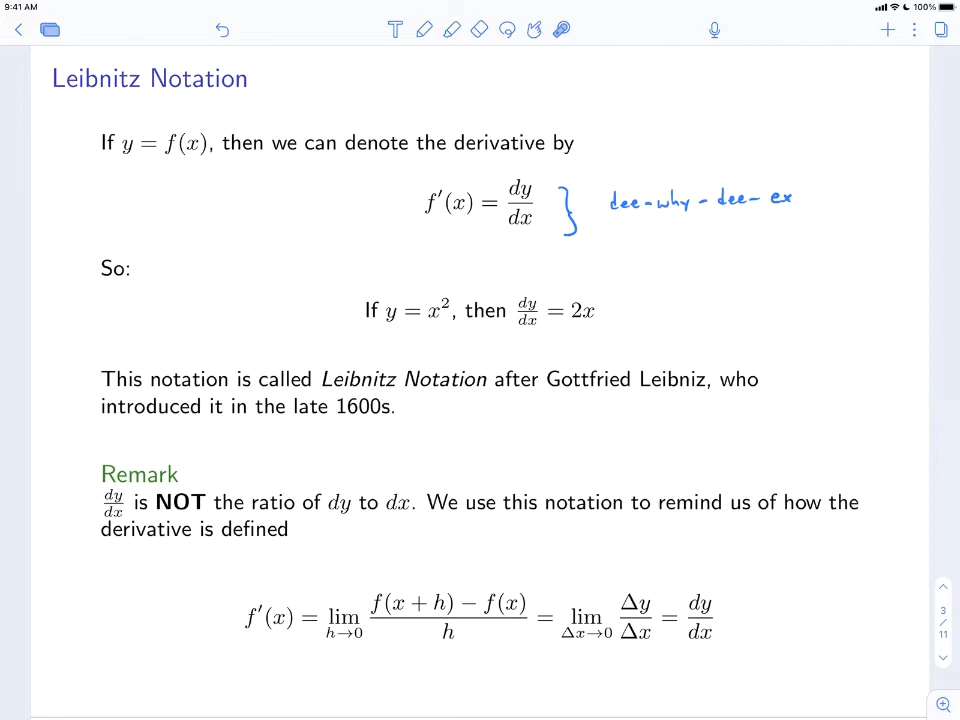 9:41 AM
100%
Leibnitz Notation
If y = f(x), then we can denote the derivative by
f′(x) = dy/dx } dee-why-dee-ex
So:
If y = x², then dy/dx = 2x
This notation is called Leibnitz Notation after Gottfried Leibniz, who
introduced it in the late 1600s.
Remark
dy/dx is NOT the ratio of dy to dx. We use this notation to remind us of how the
derivative is defined
f′(x) = lim h→0 (f(x + h) − f(x))/h = lim Δx→0 Δy/Δx = dy/dx
3
/
11